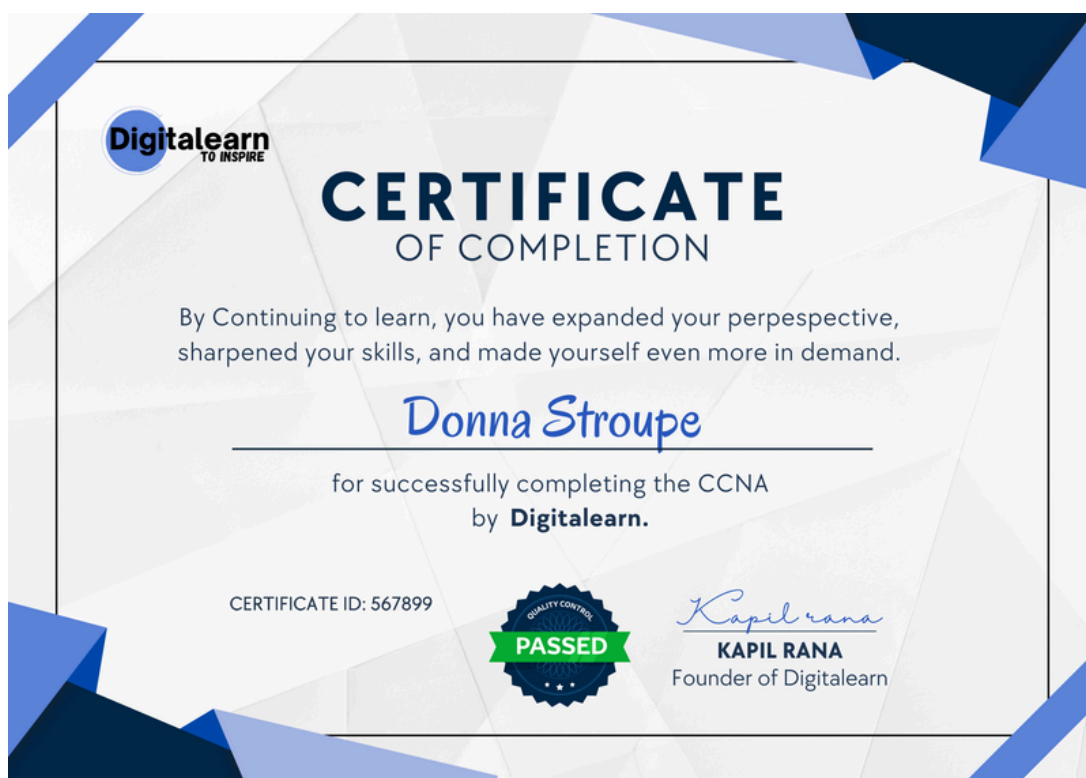 Digitalearn
TO INSPIRE
CERTIFICATE
OF COMPLETION
By Continuing to learn, you have expanded your perpespective,
sharpened your skills, and made yourself even more in demand.
Donna Stroupe
for successfully completing the CCNA
by Digitalearn.
CERTIFICATE ID: 567899
QUALITY CONTROL
PASSED
Kapil rana
KAPIL RANA
Founder of Digitalearn